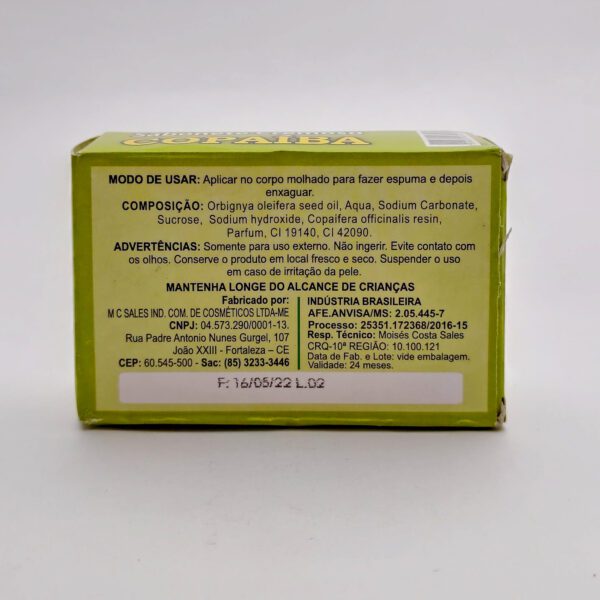 COPAIBA
MODO DE USAR: Aplicar no corpo molhado para fazer espuma e depois
enxaguar.
COMPOSIÇÃO: Orbignya oleifera seed oil, Aqua, Sodium Carbonate,
Sucrose, Sodium hydroxide, Copaifera officinalis resin,
Parfum, CI 19140, CI 42090.
ADVERTÊNCIAS: Somente para uso externo. Não ingerir. Evite contato com
os olhos. Conserve o produto em local fresco e seco. Suspender o uso
em caso de irritação da pele.
MANTENHA LONGE DO ALCANCE DE CRIANÇAS
Fabricado por:
M C SALES IND. COM. DE COSMÉTICOS LTDA-ME
CNPJ: 04.573.290/0001-13.
Rua Padre Antonio Nunes Gurgel, 107
João XXIII - Fortaleza – CE
CEP: 60.545-500 - Sac: (85) 3233-3446
INDÚSTRIA BRASILEIRA
AFE.ANVISA/MS: 2.05.445-7
Processo: 25351.172368/2016-15
Resp. Técnico: Moisés Costa Sales
CRQ-10ª REGIÃO: 10.100.121
Data de Fab. e Lote: vide embalagem.
Validade: 24 meses.
F: 16/05/22 L.02